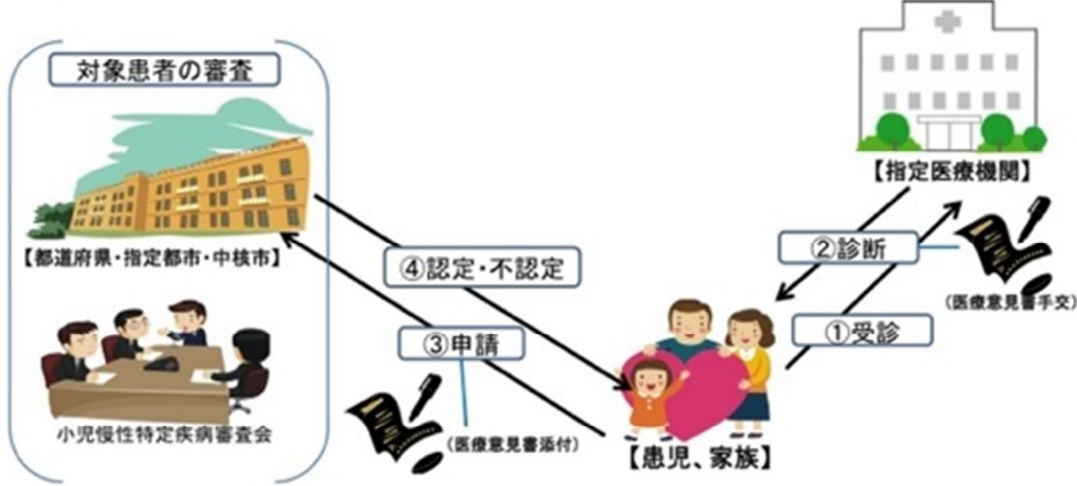 対象患者の審査
【指定医療機関】
【都道府県・指定都市・中核市】
②診断
④認定・不認定
(医療意見書手交)
①受診
③申請
小児慢性特定疾病審査会
(医療意見書添付)
【患児、家族】